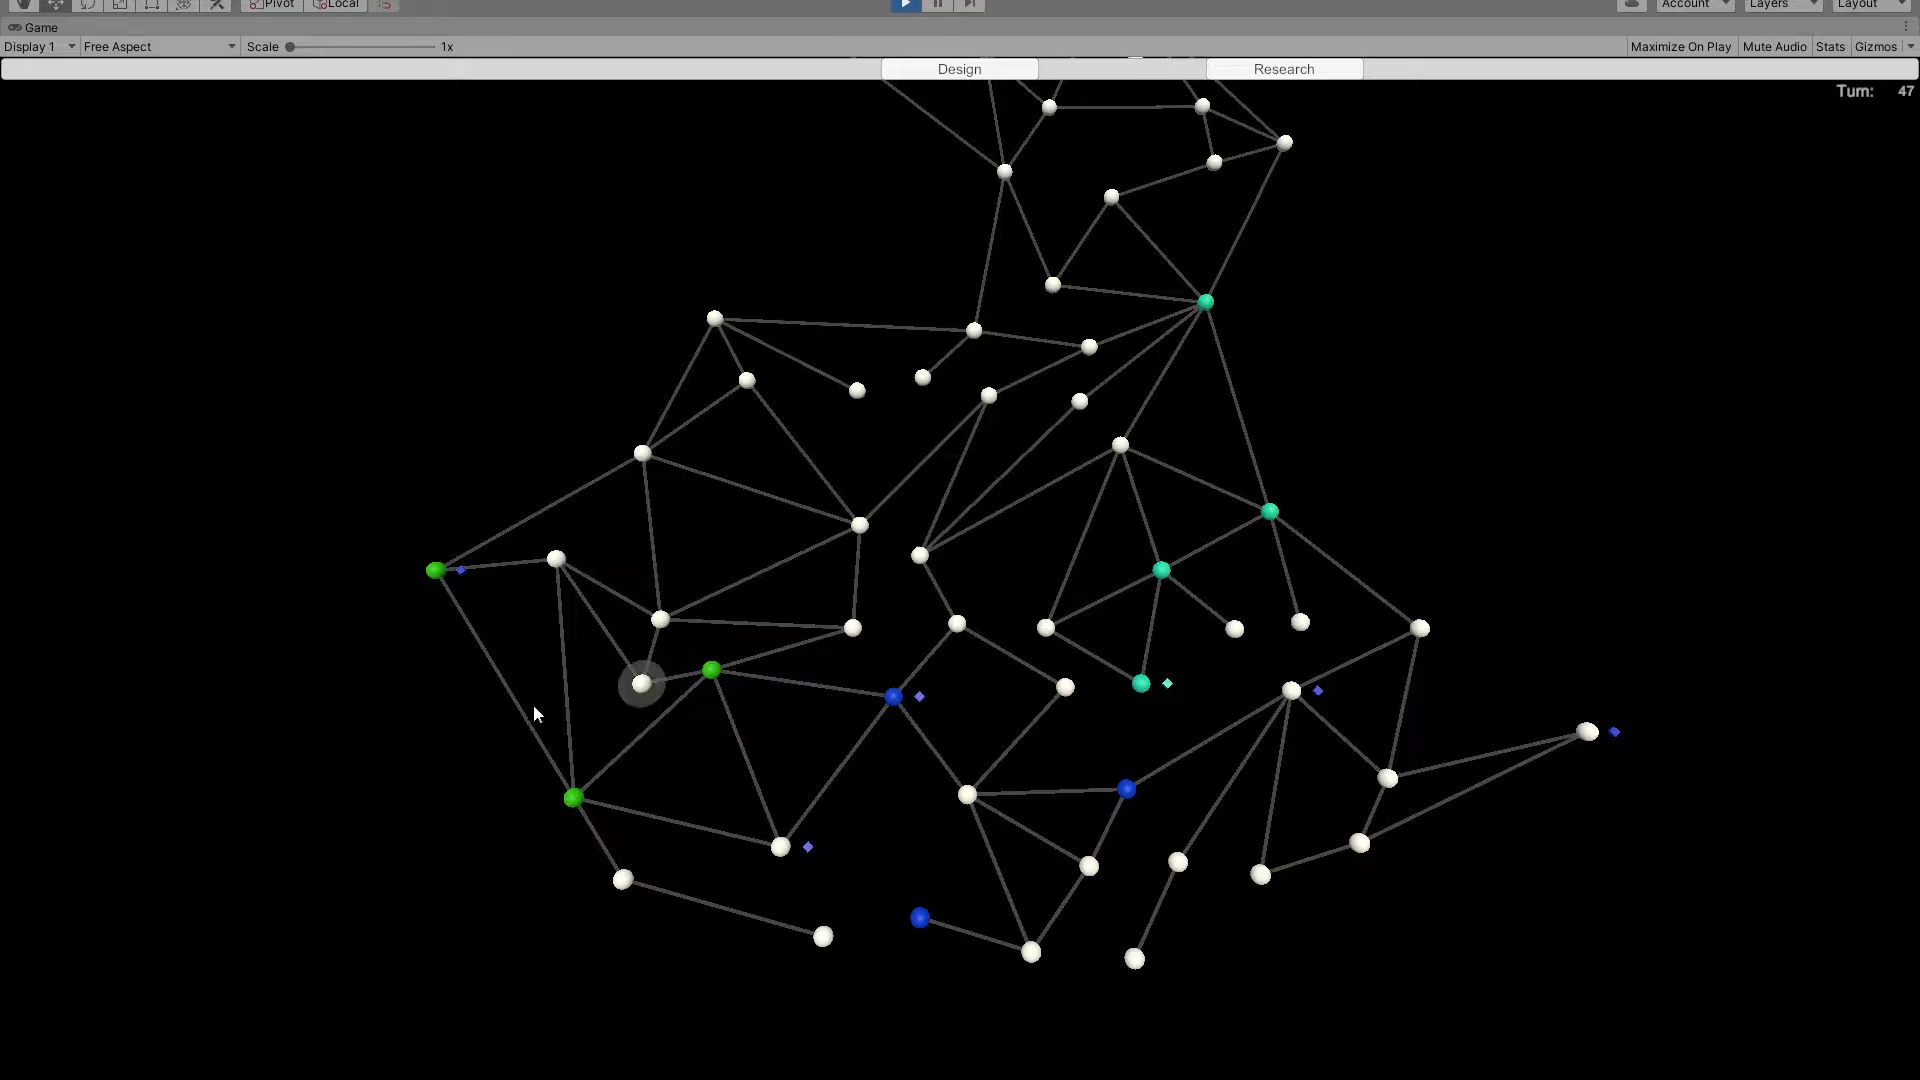 Pivot Local Account Layers Layout
Game
Display 1 Free Aspect Scale 1x Maximize On Play Mute Audio Stats Gizmos
Design Research
Turn: 47